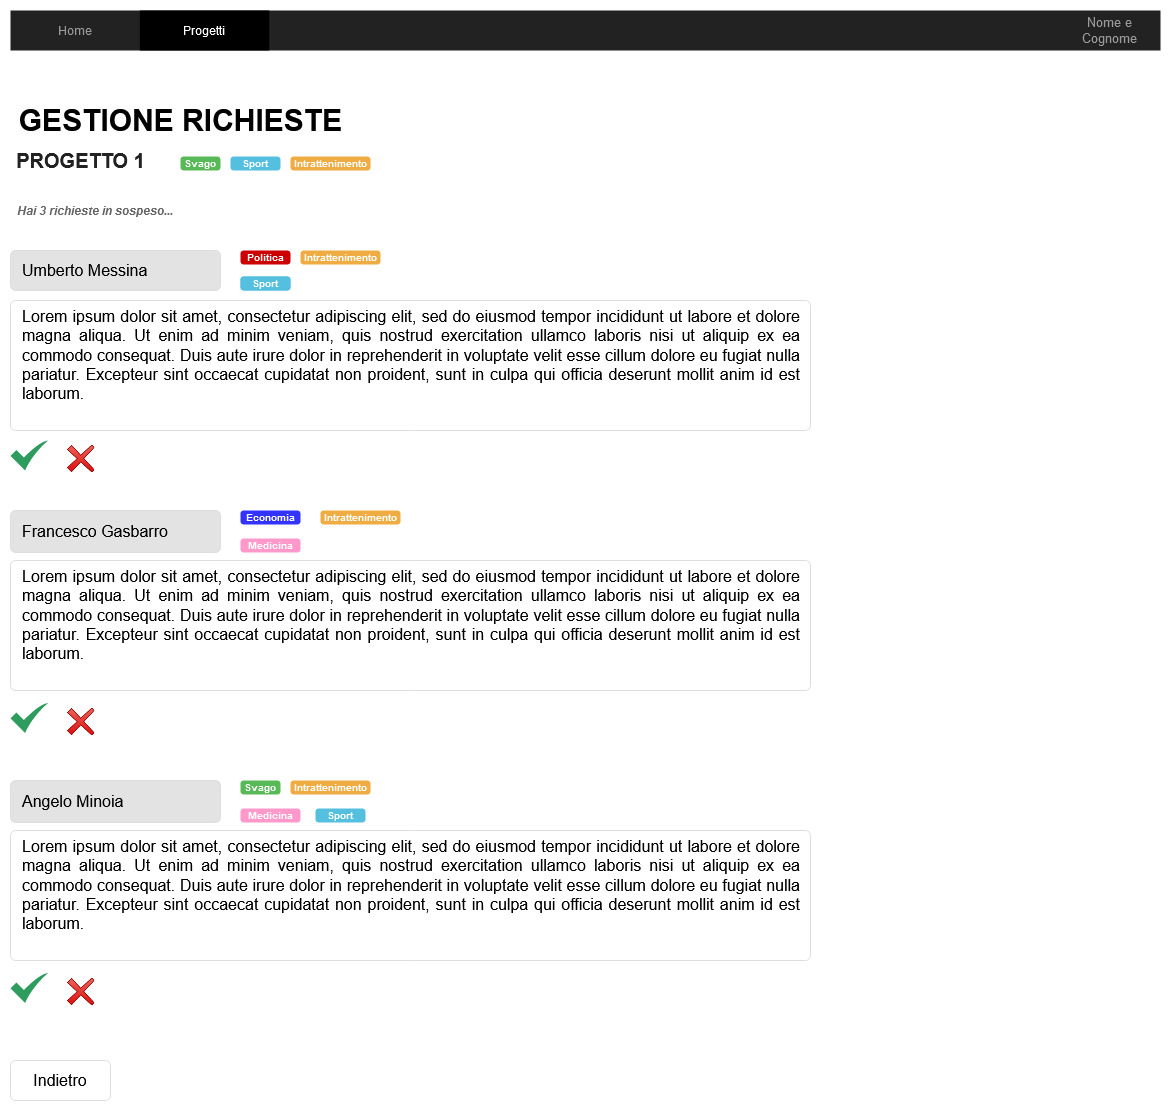 Home Progetti Nome e
Cognome
GESTIONE RICHIESTE
PROGETTO 1 Svago Sport Intrattenimento
Hai 3 richieste in sospeso...
Umberto Messina Politica Intrattenimento
Sport
Lorem ipsum dolor sit amet, consectetur adipiscing elit, sed do eiusmod tempor incididunt ut labore et dolore
magna aliqua. Ut enim ad minim veniam, quis nostrud exercitation ullamco laboris nisi ut aliquip ex ea
commodo consequat. Duis aute irure dolor in reprehenderit in voluptate velit esse cillum dolore eu fugiat nulla
pariatur. Excepteur sint occaecat cupidatat non proident, sunt in culpa qui officia deserunt mollit anim id est
laborum.
Francesco Gasbarro Economia Intrattenimento
Medicina
Lorem ipsum dolor sit amet, consectetur adipiscing elit, sed do eiusmod tempor incididunt ut labore et dolore
magna aliqua. Ut enim ad minim veniam, quis nostrud exercitation ullamco laboris nisi ut aliquip ex ea
commodo consequat. Duis aute irure dolor in reprehenderit in voluptate velit esse cillum dolore eu fugiat nulla
pariatur. Excepteur sint occaecat cupidatat non proident, sunt in culpa qui officia deserunt mollit anim id est
laborum.
Angelo Minoia Svago Intrattenimento
Medicina Sport
Lorem ipsum dolor sit amet, consectetur adipiscing elit, sed do eiusmod tempor incididunt ut labore et dolore
magna aliqua. Ut enim ad minim veniam, quis nostrud exercitation ullamco laboris nisi ut aliquip ex ea
commodo consequat. Duis aute irure dolor in reprehenderit in voluptate velit esse cillum dolore eu fugiat nulla
pariatur. Excepteur sint occaecat cupidatat non proident, sunt in culpa qui officia deserunt mollit anim id est
laborum.
Indietro